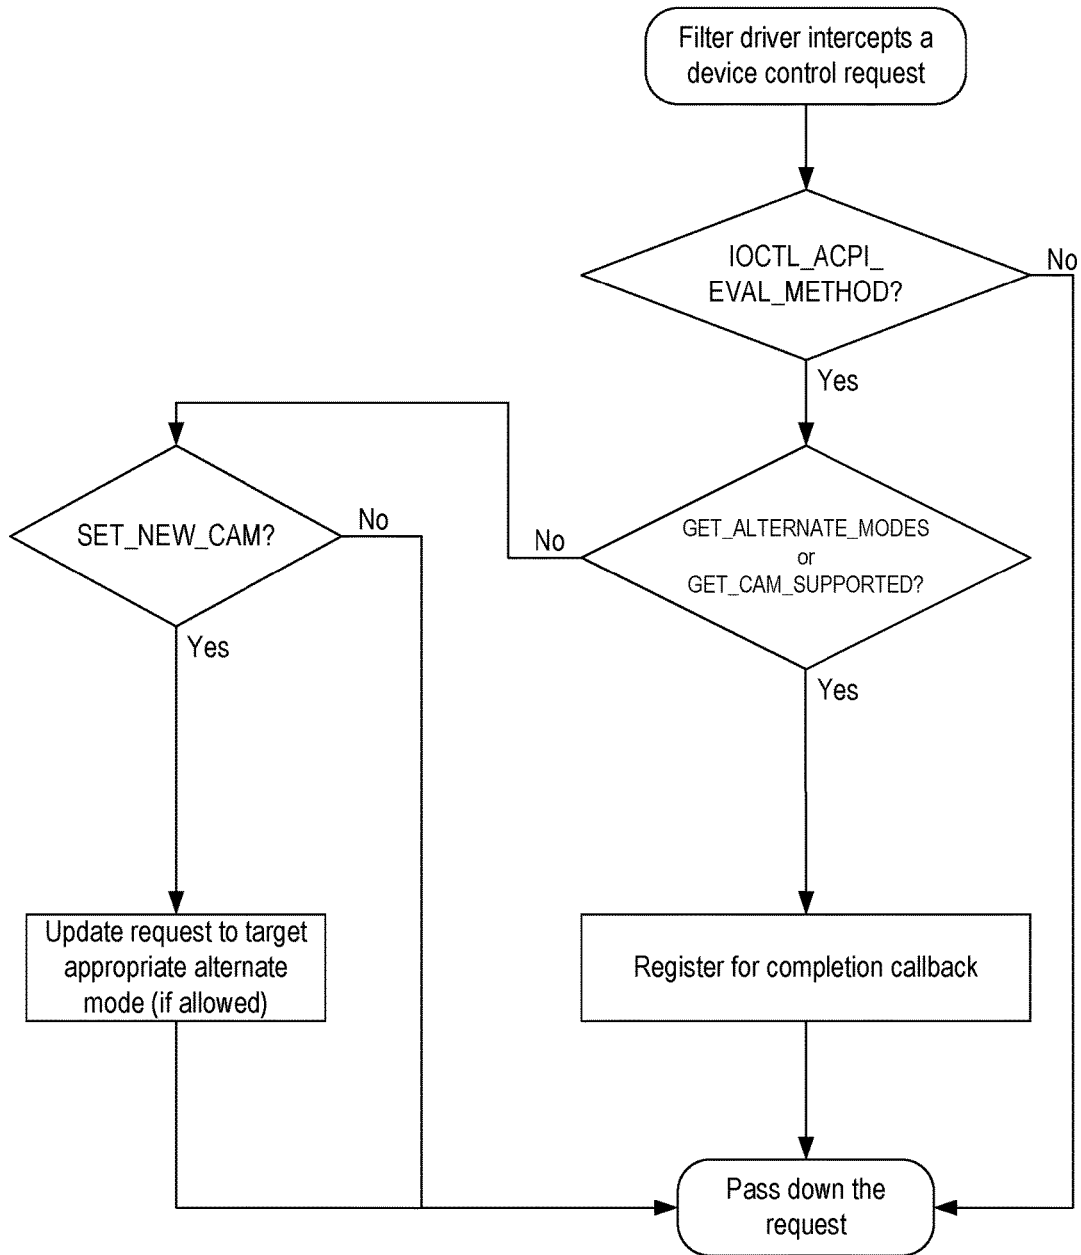 Filter driver intercepts a
device control request
IOCTL_ACPI_
EVAL_METHOD?
No
Yes
SET_NEW_CAM?
No
Yes
GET_ALTERNATE_MODES
or
GET_CAM_SUPPORTED?
No
Yes
Update request to target
appropriate alternate
mode (if allowed)
Register for completion callback
Pass down the
request